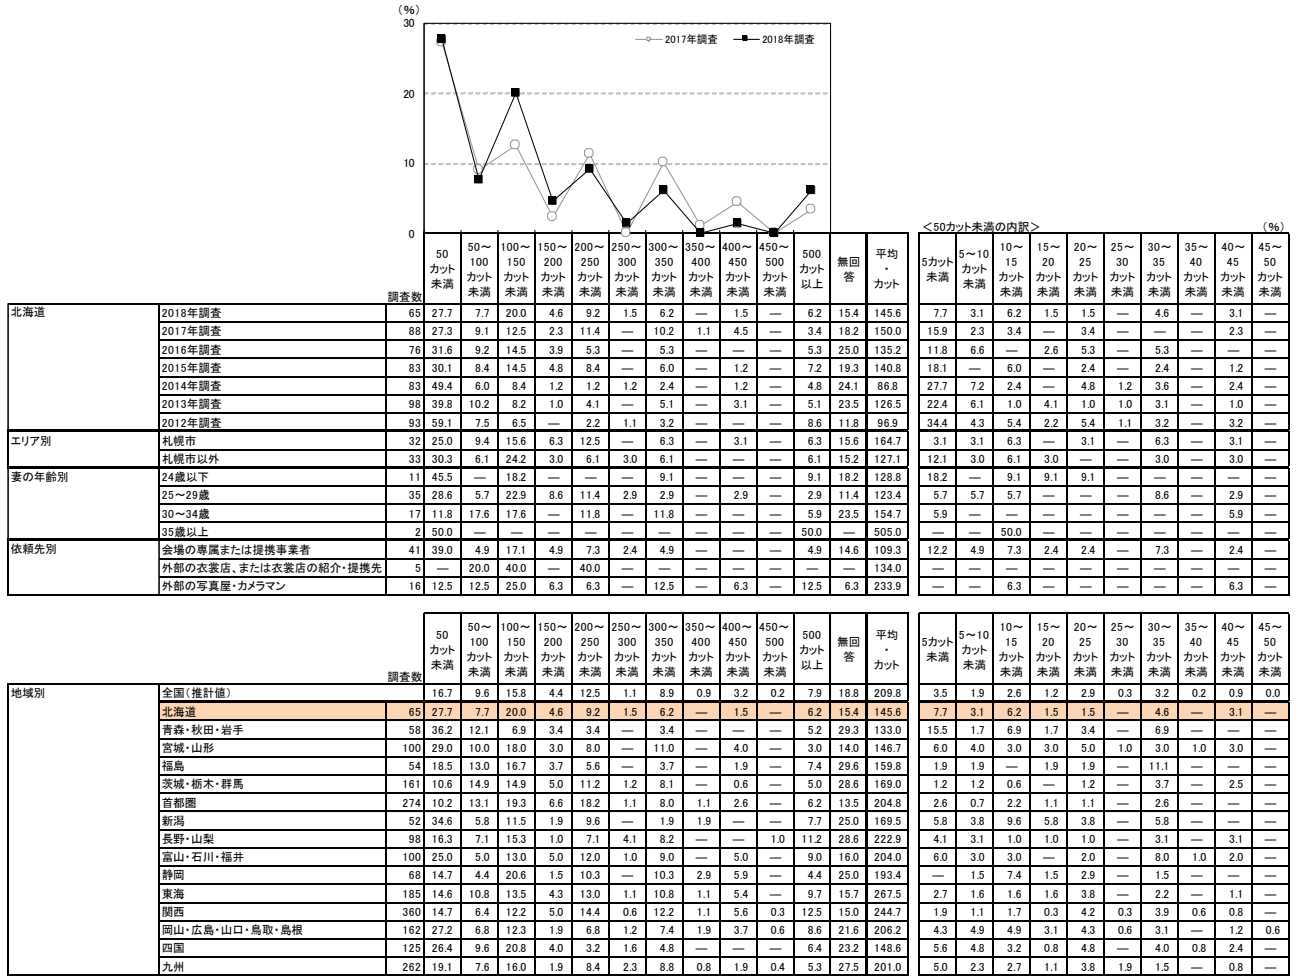 (%)
30
20
10
0
2017年調査 2018年調査
＜50カット未満の内訳＞ (%)
調査数 50カット未満 50～100カット未満 100～150カット未満 150～200カット未満 200～250カット未満 250～300カット未満 300～350カット未満 350～400カット未満 400～450カット未満 450～500カット未満 500カット以上 無回答 平均・カット 5カット未満 5～10カット未満 10～15カット未満 15～20カット未満 20～25カット未満 25～30カット未満 30～35カット未満 35～40カット未満 40～45カット未満 45～50カット未満
北海道 2018年調査 65 27.7 7.7 20.0 4.6 9.2 1.5 6.2 — 1.5 — 6.2 15.4 145.6 7.7 3.1 6.2 1.5 1.5 — 4.6 — 3.1 —
2017年調査 88 27.3 9.1 12.5 2.3 11.4 — 10.2 1.1 4.5 — 3.4 18.2 150.0 15.9 2.3 3.4 — 3.4 — — — 2.3 —
2016年調査 76 31.6 9.2 14.5 3.9 5.3 — 5.3 — — — 5.3 25.0 135.2 11.8 6.6 — 2.6 5.3 — 5.3 — — —
2015年調査 83 30.1 8.4 14.5 4.8 8.4 — 6.0 — 1.2 — 7.2 19.3 140.8 18.1 — 6.0 — 2.4 — 2.4 — 1.2 —
2014年調査 83 49.4 6.0 8.4 1.2 1.2 1.2 2.4 — 1.2 — 4.8 24.1 86.8 27.7 7.2 2.4 — 4.8 1.2 3.6 — 2.4 —
2013年調査 98 39.8 10.2 8.2 1.0 4.1 — 5.1 — 3.1 — 5.1 23.5 126.5 22.4 6.1 1.0 4.1 1.0 1.0 3.1 — 1.0 —
2012年調査 93 59.1 7.5 6.5 — 2.2 1.1 3.2 — — — 8.6 11.8 96.9 34.4 4.3 5.4 2.2 5.4 1.1 3.2 — 3.2 —
エリア別 札幌市 32 25.0 9.4 15.6 6.3 12.5 — 6.3 — 3.1 — 6.3 15.6 164.7 3.1 3.1 6.3 — 3.1 — 6.3 — 3.1 —
札幌市以外 33 30.3 6.1 24.2 3.0 6.1 3.0 6.1 — — — 6.1 15.2 127.1 12.1 3.0 6.1 3.0 — — 3.0 — 3.0 —
妻の年齢別 24歳以下 11 45.5 — 18.2 — — — 9.1 — — — 9.1 18.2 128.8 18.2 — 9.1 9.1 9.1 — — — — —
25～29歳 35 28.6 5.7 22.9 8.6 11.4 2.9 2.9 — 2.9 — 2.9 11.4 123.4 5.7 5.7 5.7 — — — 8.6 — 2.9 —
30～34歳 17 11.8 17.6 17.6 — 11.8 — 11.8 — — — 5.9 23.5 154.7 5.9 — — — — — — — 5.9 —
35歳以上 2 50.0 — — — — — — — — — 50.0 — 505.0 — — 50.0 — — — — — — —
依頼先別 会場の専属または提携事業者 41 39.0 4.9 17.1 4.9 7.3 2.4 4.9 — — — 4.9 14.6 109.3 12.2 4.9 7.3 2.4 2.4 — 7.3 — 2.4 —
外部の衣裳店、または衣裳店の紹介・提携先 5 — 20.0 40.0 — 40.0 — — — — — — — 134.0 — — — — — — — — — —
外部の写真屋・カメラマン 16 12.5 12.5 25.0 6.3 6.3 — 12.5 — 6.3 — 12.5 6.3 233.9 — — 6.3 — — — — — 6.3 —
調査数 50カット未満 50～100カット未満 100～150カット未満 150～200カット未満 200～250カット未満 250～300カット未満 300～350カット未満 350～400カット未満 400～450カット未満 450～500カット未満 500カット以上 無回答 平均・カット 5カット未満 5～10カット未満 10～15カット未満 15～20カット未満 20～25カット未満 25～30カット未満 30～35カット未満 35～40カット未満 40～45カット未満 45～50カット未満
地域別 全国(推計値) 16.7 9.6 15.8 4.4 12.5 1.1 8.9 0.9 3.2 0.2 7.9 18.8 209.8 3.5 1.9 2.6 1.2 2.9 0.3 3.2 0.2 0.9 0.0
北海道 65 27.7 7.7 20.0 4.6 9.2 1.5 6.2 — 1.5 — 6.2 15.4 145.6 7.7 3.1 6.2 1.5 1.5 — 4.6 — 3.1 —
青森・秋田・岩手 58 36.2 12.1 6.9 3.4 3.4 — 3.4 — — — 5.2 29.3 133.0 15.5 1.7 6.9 1.7 3.4 — 6.9 — — —
宮城・山形 100 29.0 10.0 18.0 3.0 8.0 — 11.0 — 4.0 — 3.0 14.0 146.7 6.0 4.0 3.0 3.0 5.0 1.0 3.0 1.0 3.0 —
福島 54 18.5 13.0 16.7 3.7 5.6 — 3.7 — 1.9 — 7.4 29.6 159.8 1.9 1.9 — 1.9 1.9 — 11.1 — — —
茨城・栃木・群馬 161 10.6 14.9 14.9 5.0 11.2 1.2 8.1 — 0.6 — 5.0 28.6 169.0 1.2 1.2 0.6 — 1.2 — 3.7 — 2.5 —
首都圏 274 10.2 13.1 19.3 6.6 18.2 1.1 8.0 1.1 2.6 — 6.2 13.5 204.8 2.6 0.7 2.2 1.1 1.1 — 2.6 — — —
新潟 52 34.6 5.8 11.5 1.9 9.6 — 1.9 1.9 — — 7.7 25.0 169.5 5.8 3.8 9.6 5.8 3.8 — 5.8 — — —
長野・山梨 98 16.3 7.1 15.3 1.0 7.1 4.1 8.2 — — 1.0 11.2 28.6 222.9 4.1 3.1 1.0 1.0 1.0 — 3.1 — 3.1 —
富山・石川・福井 100 25.0 5.0 13.0 5.0 12.0 1.0 9.0 — 5.0 — 9.0 16.0 204.0 6.0 3.0 3.0 — 2.0 — 8.0 1.0 2.0 —
静岡 68 14.7 4.4 20.6 1.5 10.3 — 10.3 2.9 5.9 — 4.4 25.0 193.4 — 1.5 7.4 1.5 2.9 — 1.5 — — —
東海 185 14.6 10.8 13.5 4.3 13.0 1.1 10.8 1.1 5.4 — 9.7 15.7 267.5 2.7 1.6 1.6 1.6 3.8 — 2.2 — 1.1 —
関西 360 14.7 6.4 12.2 5.0 14.4 0.6 12.2 1.1 5.6 0.3 12.5 15.0 244.7 1.9 1.1 1.7 0.3 4.2 0.3 3.9 0.6 0.8 —
岡山・広島・山口・鳥取・島根 162 27.2 6.8 12.3 1.9 6.8 1.2 7.4 1.9 3.7 0.6 8.6 21.6 206.2 4.3 4.9 4.9 3.1 4.3 0.6 3.1 — 1.2 0.6
四国 125 26.4 9.6 20.8 4.0 3.2 1.6 4.8 — — — 6.4 23.2 148.6 5.6 4.8 3.2 0.8 4.8 — 4.0 0.8 2.4 —
九州 262 19.1 7.6 16.0 1.9 8.4 2.3 8.8 0.8 1.9 0.4 5.3 27.5 201.0 5.0 2.3 2.7 1.1 3.8 1.9 1.5 — 0.8 —